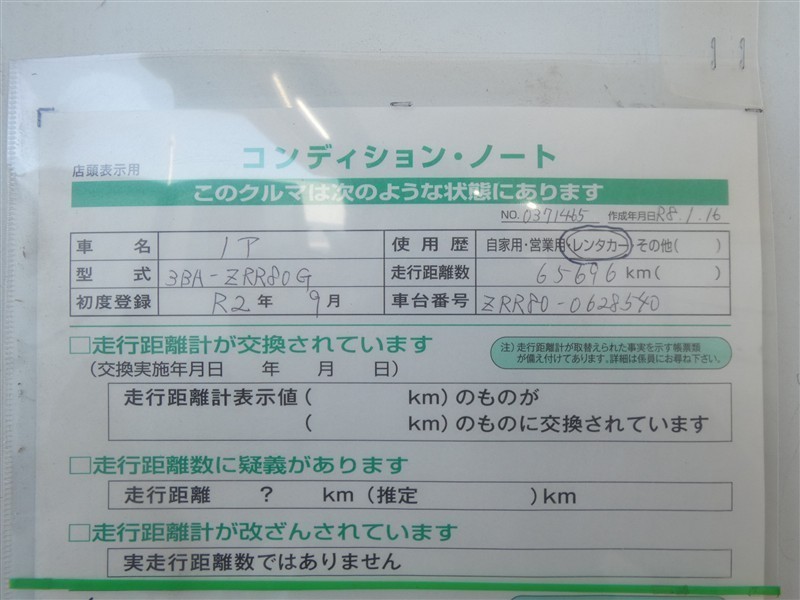 店頭表示用
コンディション・ノート
このクルマは次のような状態にあります
NO. 0371465 作成年月日 R8.1.16
車名 ノア 使用歴 自家用・営業用・レンタカー・その他( )
型式 3BA-ZRR80G 走行距離数 65696 km( )
初度登録 R2年 9月 車台番号 ZRR80-0628540
□走行距離計が交換されています
注）走行距離計が取替えられた事実を示す帳票類
が備え付けてあります。詳細は係員にお尋ね下さい。
(交換実施年月日 年 月 日)
走行距離計表示値( km)のものが
( km)のものに交換されています
□走行距離数に疑義があります
走行距離 ? km(推定 )km
□走行距離計が改ざんされています
実走行距離数ではありません